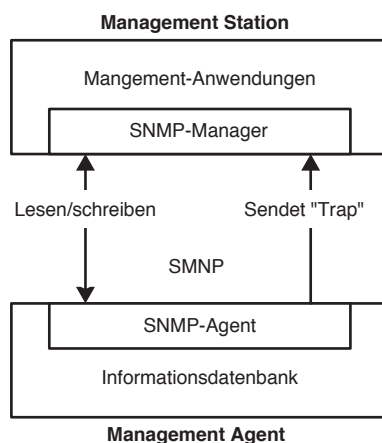 Management Station
Mangement-Anwendungen
SNMP-Manager
Lesen/schreiben
Sendet "Trap"
SMNP
SNMP-Agent
Informationsdatenbank
Management Agent